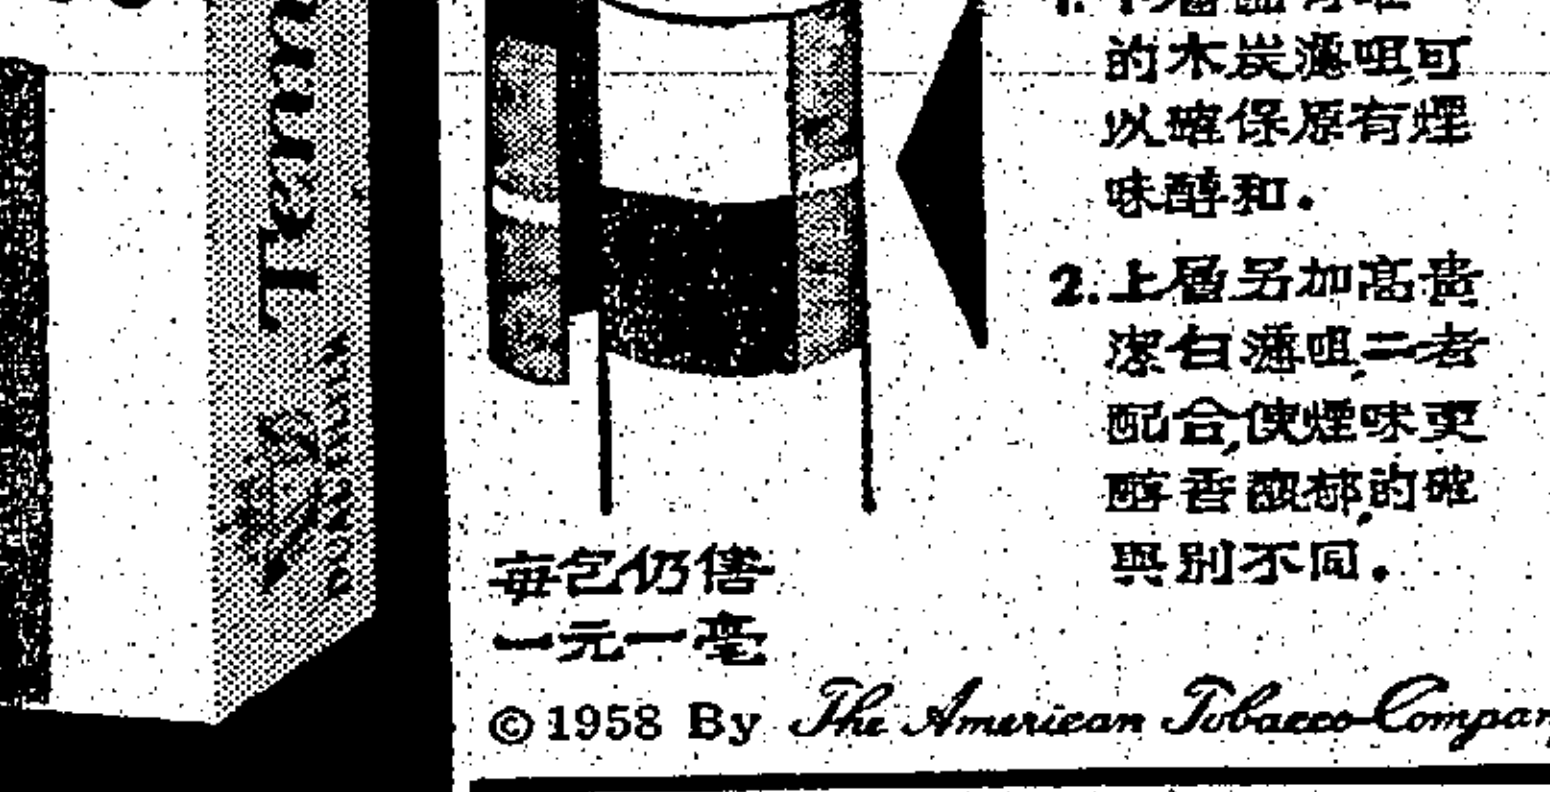 的木炭濾咀,可
以確保原有煙
味醇和.
2.上層另加高貴
潔白濾咀,二者
配合,使煙味更
醇香馥郁,的確
與别不同.
每包仍售
一元一毫
© 1958 By The American Tobacco Compan